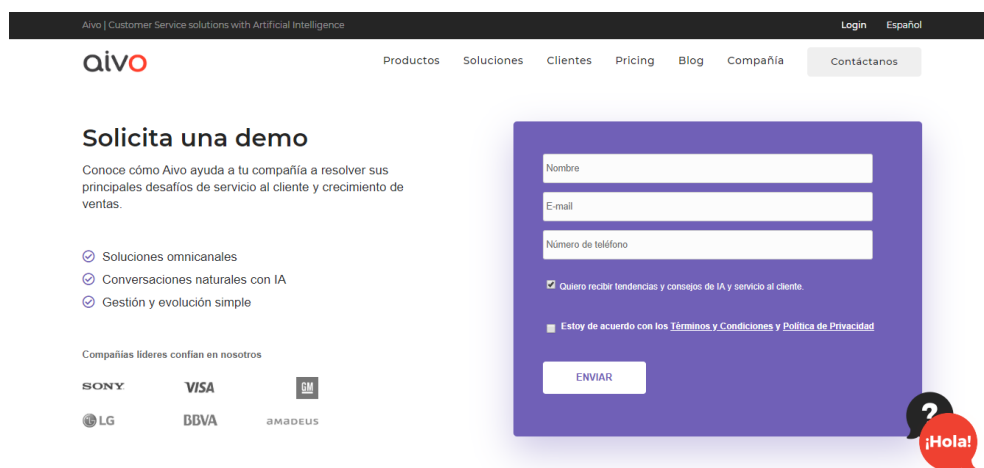 Aivo | Customer Service solutions with Artificial Intelligence
Login Español
aivo
Productos Soluciones Clientes Pricing Blog Compañía Contáctanos
Solicita una demo
Conoce cómo Aivo ayuda a tu compañía a resolver sus
principales desafíos de servicio al cliente y crecimiento de
ventas.
Soluciones omnicanales
Conversaciones naturales con IA
Gestión y evolución simple
Compañías líderes confían en nosotros
SONY VISA GM
LG BBVA amadeus
Nombre
E-mail
Número de teléfono
Quiero recibir tendencias y consejos de IA y servicio al cliente.
Estoy de acuerdo con los Términos y Condiciones y Política de Privacidad
ENVIAR
?
¡Hola!